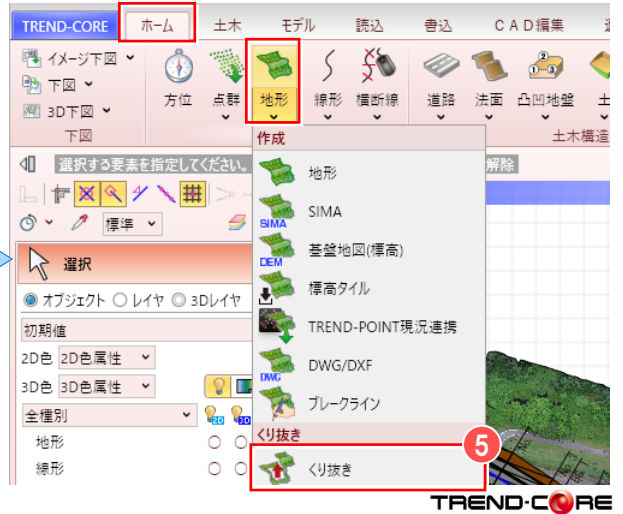 TREND-CORE ホーム 土木 モデル 読込 書込 CAD編集
イメージ下図
下図
3D下図
下図
方位 点群 地形 線形 横断線 道路 法面 凸凹地盤 土
土木構造
作成
地形
SIMA
SIMA
DEM
基盤地図(標高)
標高タイル
TREND-POINT現況連携
DWG
DWG/DXF
ブレークライン
くり抜き
5
くり抜き
選択する要素を指定してください。
解除
標準
選択
オブジェクト レイヤ 3Dレイヤ
初期値
2D色 2D色属性
3D色 3D色属性
全種別 2D 3D
地形
線形
TREND-CORE